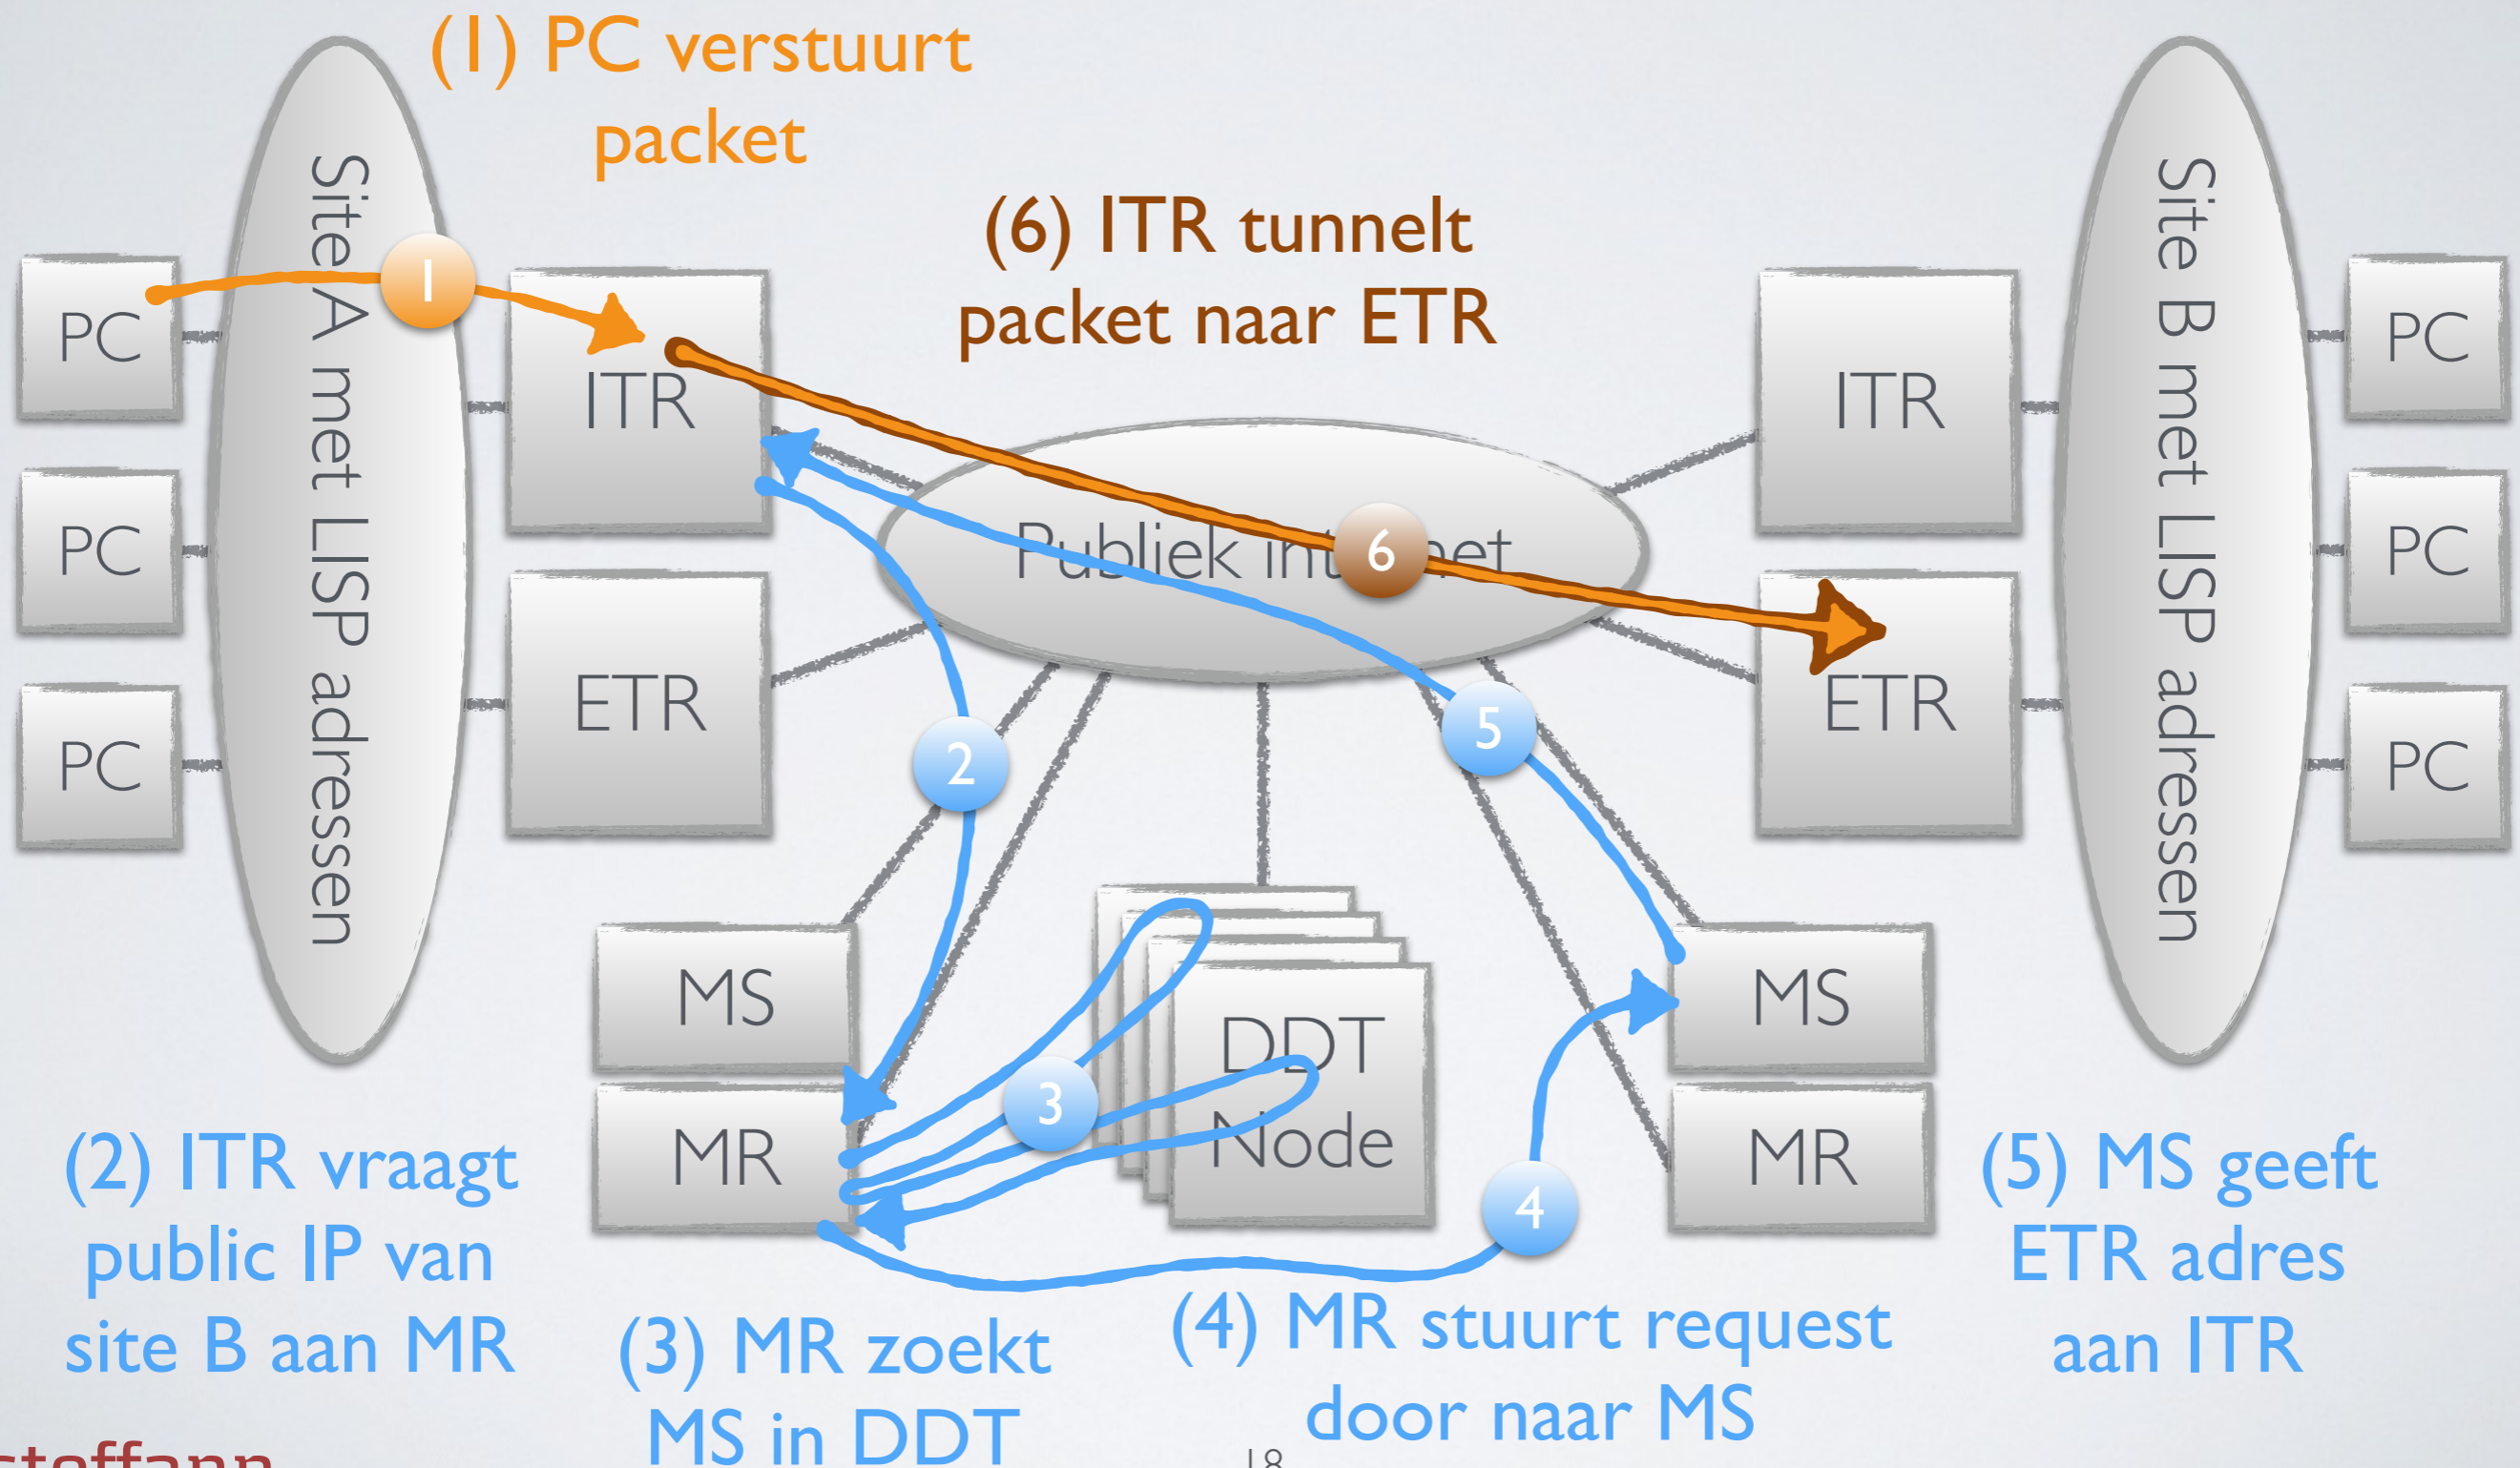 (1) PC verstuurt
packet
(6) ITR tunnelt
packet naar ETR
Site A met LISP adressen
Site B met LISP adressen
PC
PC
PC
1
ITR
ETR
Publiek
6
ITR
ETR
PC
PC
PC
2
5
MS
MR
3
DDT
Node
4
MS
MR
(2) ITR vraagt
public IP van
site B aan MR
(3) MR zoekt
MS in DDT
(4) MR stuurt request
door naar MS
(5) MS geeft
ETR adres
aan ITR
18